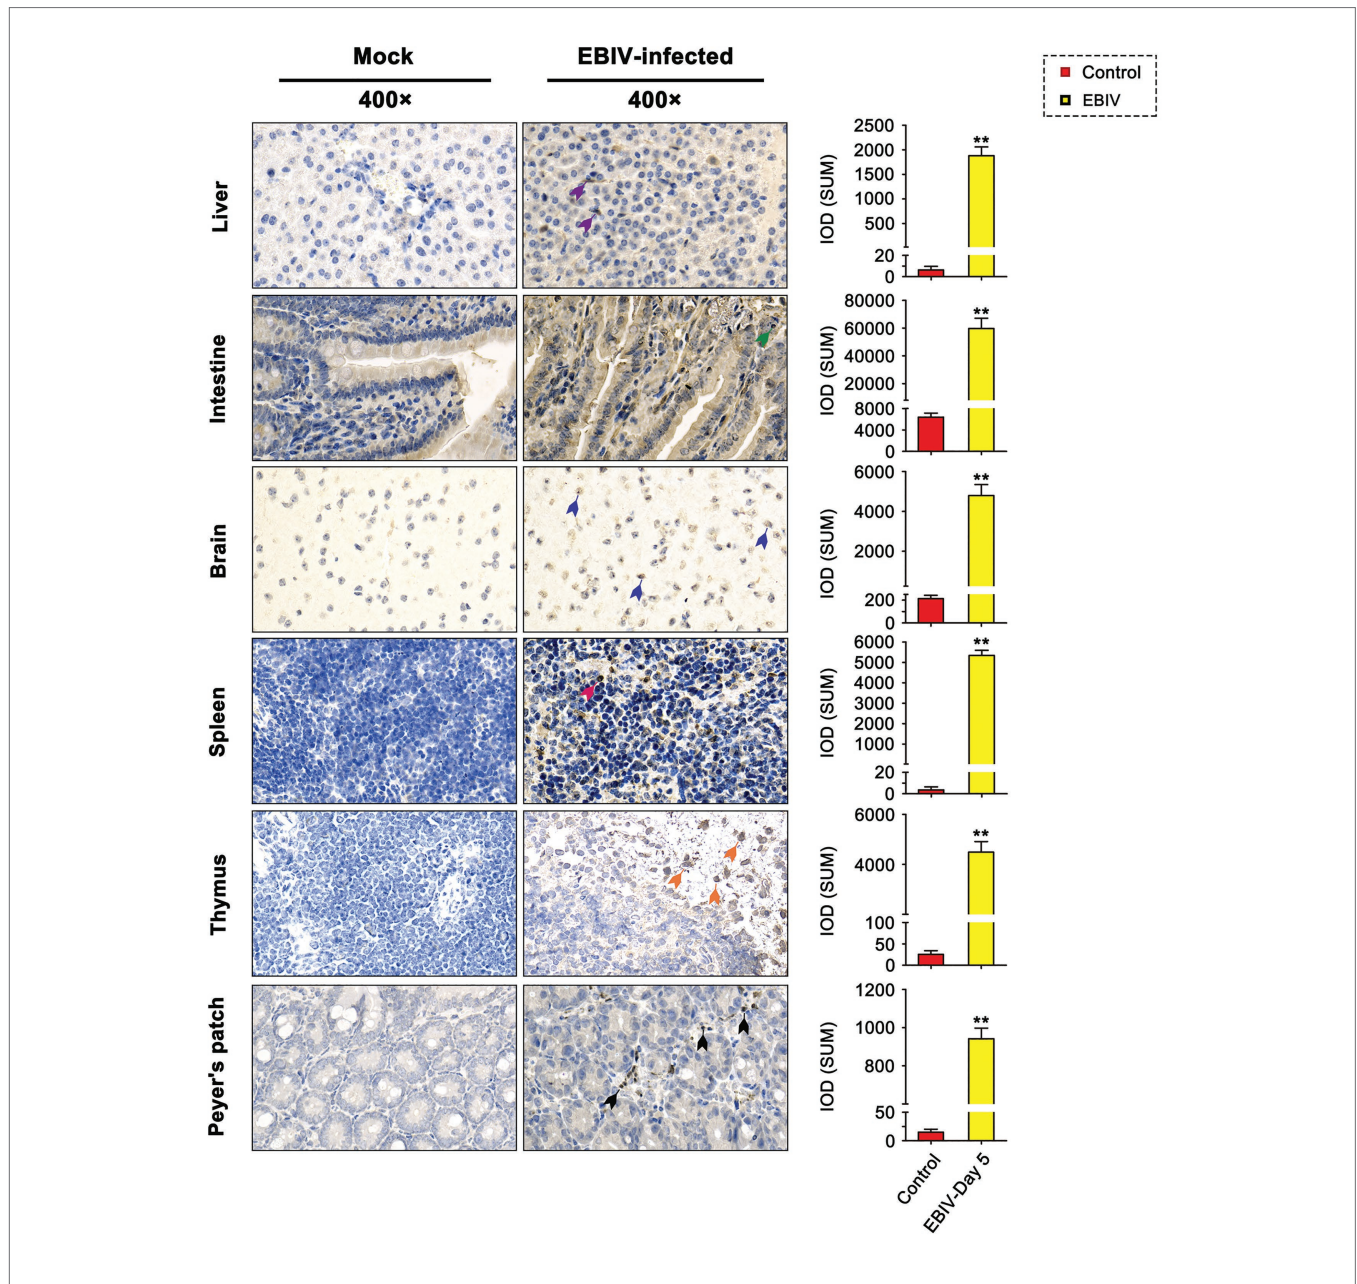 Mock
EBIV-infected
400×
400×
Control
EBIV
Liver
IOD (SUM)
2500
2000
1500
1000
500
20
0
**
Intestine
IOD (SUM)
80000
60000
40000
20000
8000
4000
0
**
Brain
IOD (SUM)
6000
4000
2000
200
0
**
Spleen
IOD (SUM)
6000
5000
4000
3000
2000
1000
20
0
**
Thymus
IOD (SUM)
6000
4000
100
50
0
**
Peyer's patch
IOD (SUM)
1200
1000
800
50
0
**
Control
EBIV-Day 5